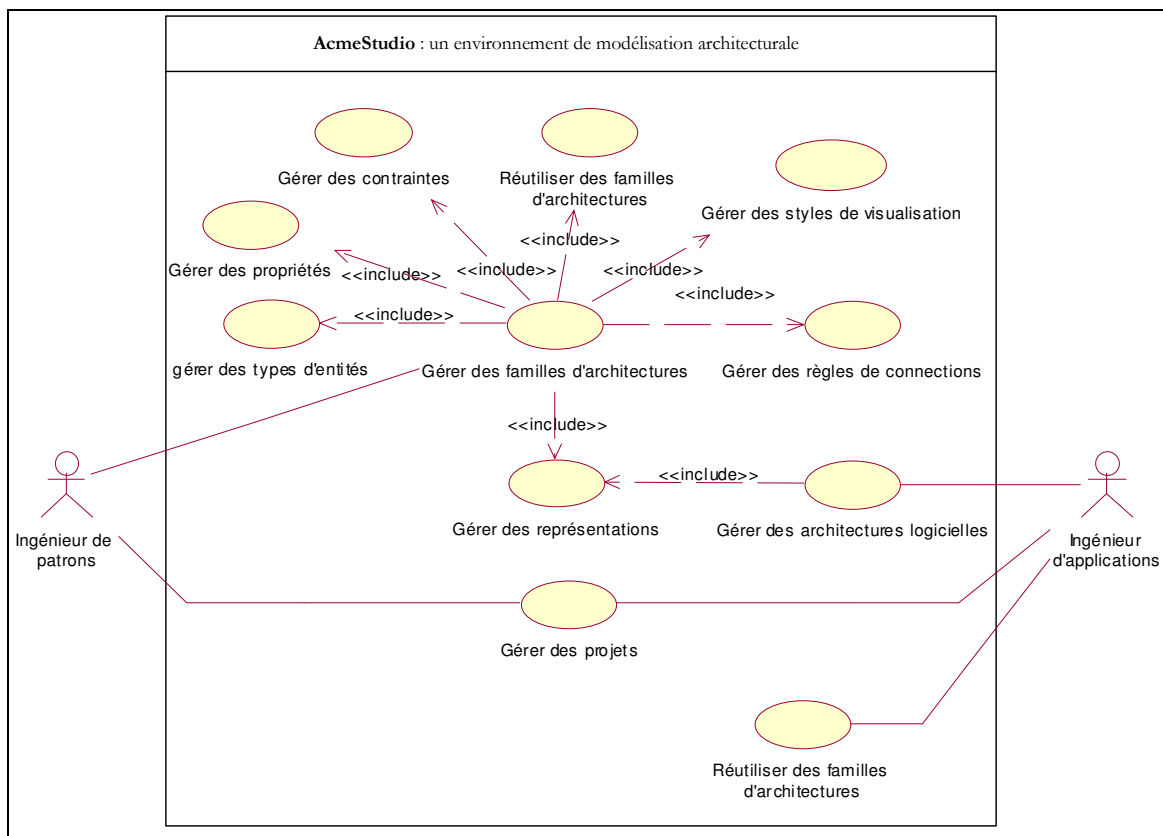 AcmeStudio : un environnement de modélisation architecturale
Gérer des contraintes
Réutiliser des familles
d'architectures
Gérer des styles de visualisation
<<include>>
Gérer des propriétés
<<include>>
<<include>>
<<include>>
<<include>>
<<include>>
gérer des types d'entités
Gérer des familles d'architectures
Gérer des règles de connections
<<include>>
<<include>>
Gérer des représentations
Gérer des architectures logicielles
Ingénieur de
patrons
Ingénieur
d'applications
Gérer des projets
Réutiliser des familles
d'architectures